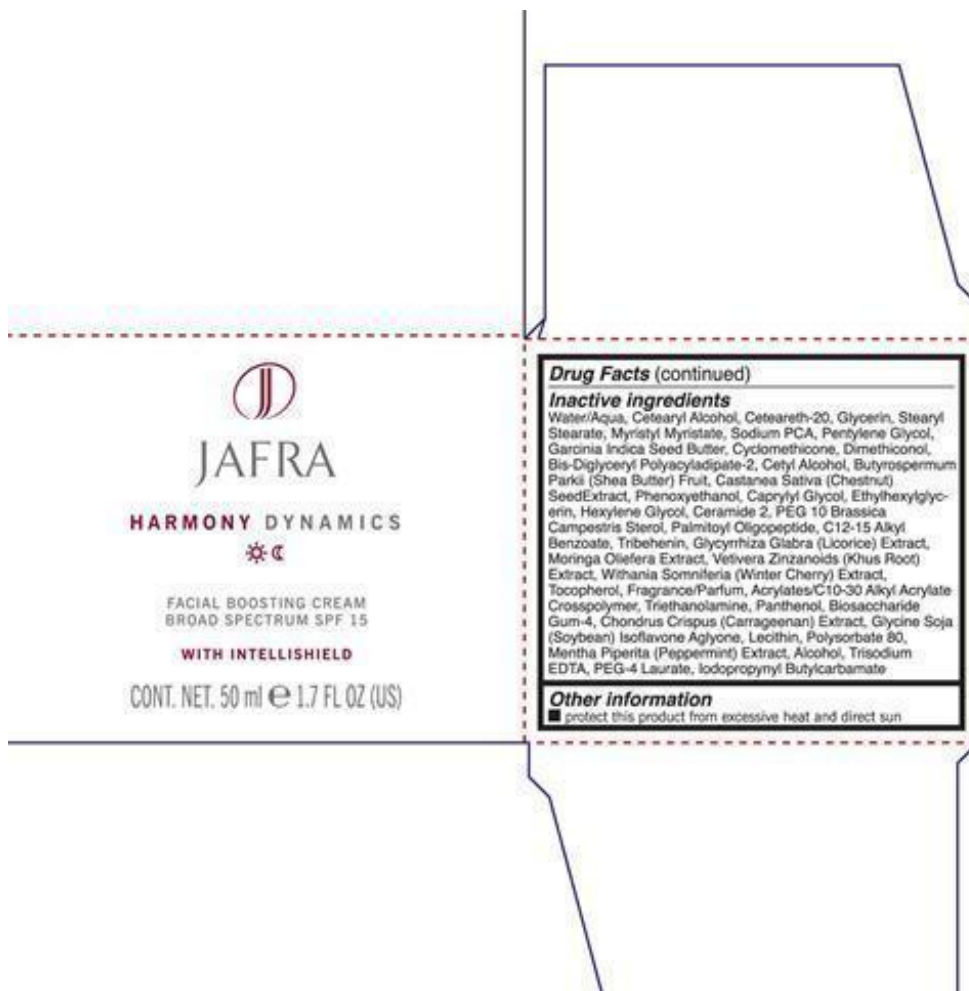 JAFRA
HARMONY DYNAMICS
FACIAL BOOSTING CREAM
BROAD SPECTRUM SPF 15
WITH INTELLISHIELD
CONT. NET. 50 ml ℮ 1.7 FL OZ (US)
Drug Facts (continued)
Inactive ingredients
Water/Aqua, Cetearyl Alcohol, Ceteareth-20, Glycerin, Stearyl
Stearate, Myristyl Myristate, Sodium PCA, Pentylene Glycol,
Garcinia Indica Seed Butter, Cyclomethicone, Dimethiconol,
Bis-Diglyceryl Polyacyladipate-2, Cetyl Alcohol, Butyrospermum
Parkii (Shea Butter) Fruit, Castanea Sativa (Chestnut)
SeedExtract, Phenoxyethanol, Caprylyl Glycol, Ethylhexylglyc-
erin, Hexylene Glycol, Ceramide 2, PEG 10 Brassica
Campestris Sterol, Palmitoyl Oligopeptide, C12-15 Alkyl
Benzoate, Tribehenin, Glycyrrhiza Glabra (Licorice) Extract,
Moringa Oliefera Extract, Vetivera Zinzanoids (Khus Root)
Extract, Withania Somniferia (Winter Cherry) Extract,
Tocopherol, Fragrance/Parfum, Acrylates/C10-30 Alkyl Acrylate
Crosspolymer, Triethanolamine, Panthenol, Biosaccharide
Gum-4, Chondrus Crispus (Carrageenan) Extract, Glycine Soja
(Soybean) Isoflavone Aglyone, Lecithin, Polysorbate 80,
Mentha Piperita (Peppermint) Extract, Alcohol, Trisodium
EDTA, PEG-4 Laurate, Iodopropynyl Butylcarbamate
Other information
■ protect this product from excessive heat and direct sun